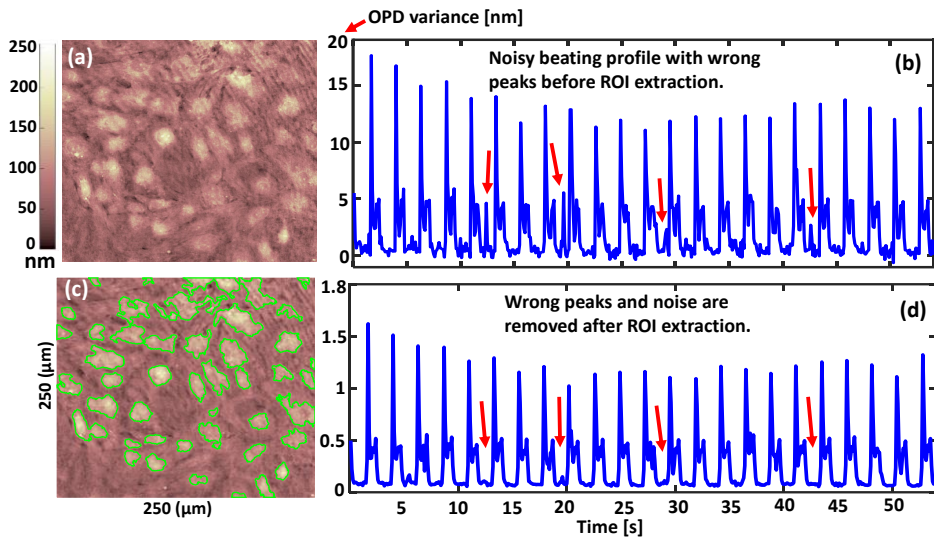 OPD variance [nm]
250
200
150
100
50
0
nm
(a)
20
15
10
5
0
Noisy beating profile with wrong
peaks before ROI extraction.
(b)
(c)
250 (µm)
250 (µm)
1.8
1.5
1
0.5
0
Wrong peaks and noise are
removed after ROI extraction.
(d)
5 10 15 20 25 30 35 40 45 50
Time [s]